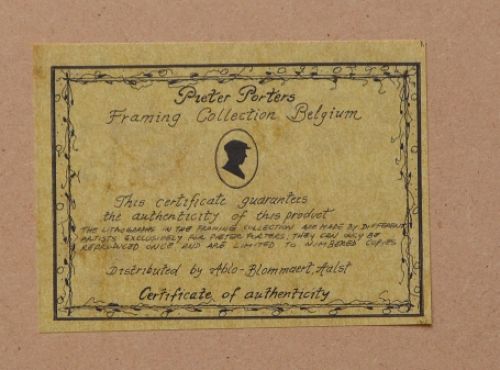 Pieter Porters
Framing Collection Belgium
This certificate guarantees
the authenticity of this product
THE LITHOGRAPHS IN THE FRAMING COLLECTION ARE MADE BY DIFFERENT
ARTISTS EXCLUSIVELY FOR PIETER PORTERS; THEY CAN ONLY BE
REPRODUCED ONCE AND ARE LIMITED TO NUMBERED COPIES
Distributed by Ablo-Blommaert, Aalst
Certificate of authenticity